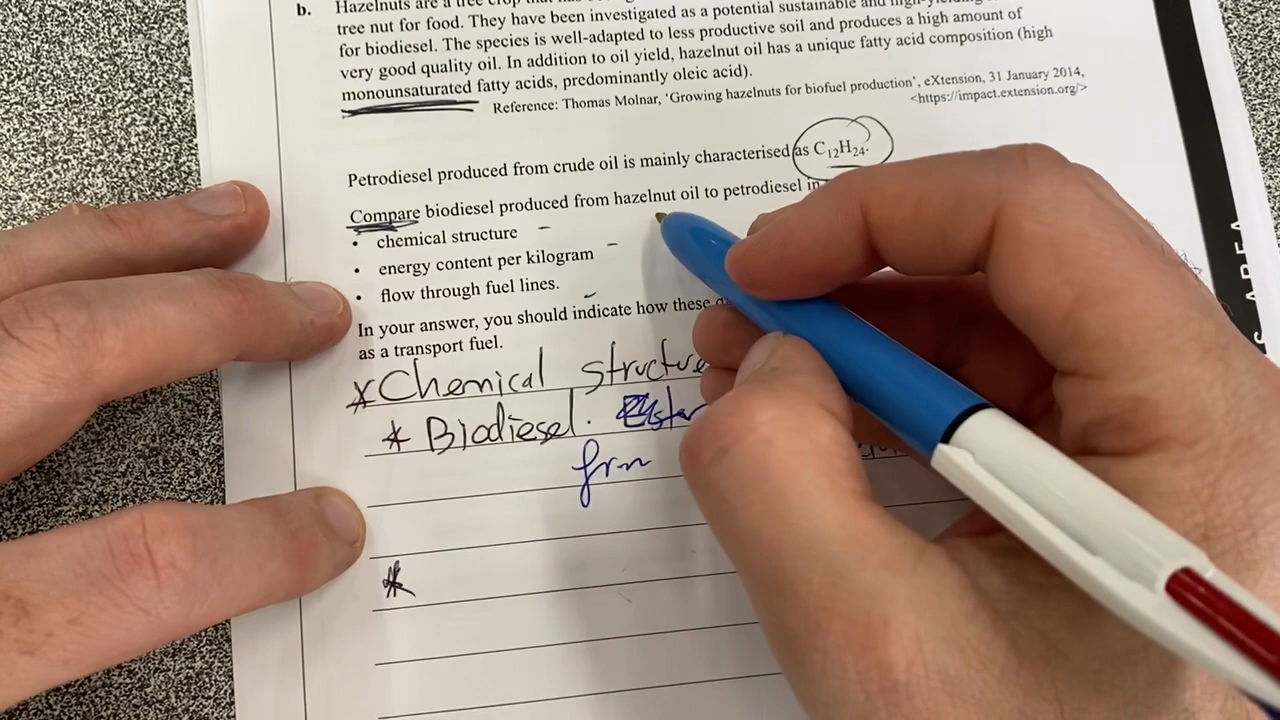 b. Hazelnuts are a tree crop that has
tree nut for food. They have been investigated as a potential sustainable and high-yielding
for biodiesel. The species is well-adapted to less productive soil and produces a high amount of
very good quality oil. In addition to oil yield, hazelnut oil has a unique fatty acid composition (high
monounsaturated fatty acids, predominantly oleic acid).
Reference: Thomas Molnar, ‘Growing hazelnuts for biofuel production’, eXtension, 31 January 2014,
<https://impact.extension.org/>
Petrodiesel produced from crude oil is mainly characterised as C₁₂H₂₄.
Compare biodiesel produced from hazelnut oil to petrodiesel in
• chemical structure
• energy content per kilogram
• flow through fuel lines.
In your answer, you should indicate how these
as a transport fuel.
*Chemical structure
* Biodiesel.
*
AREA